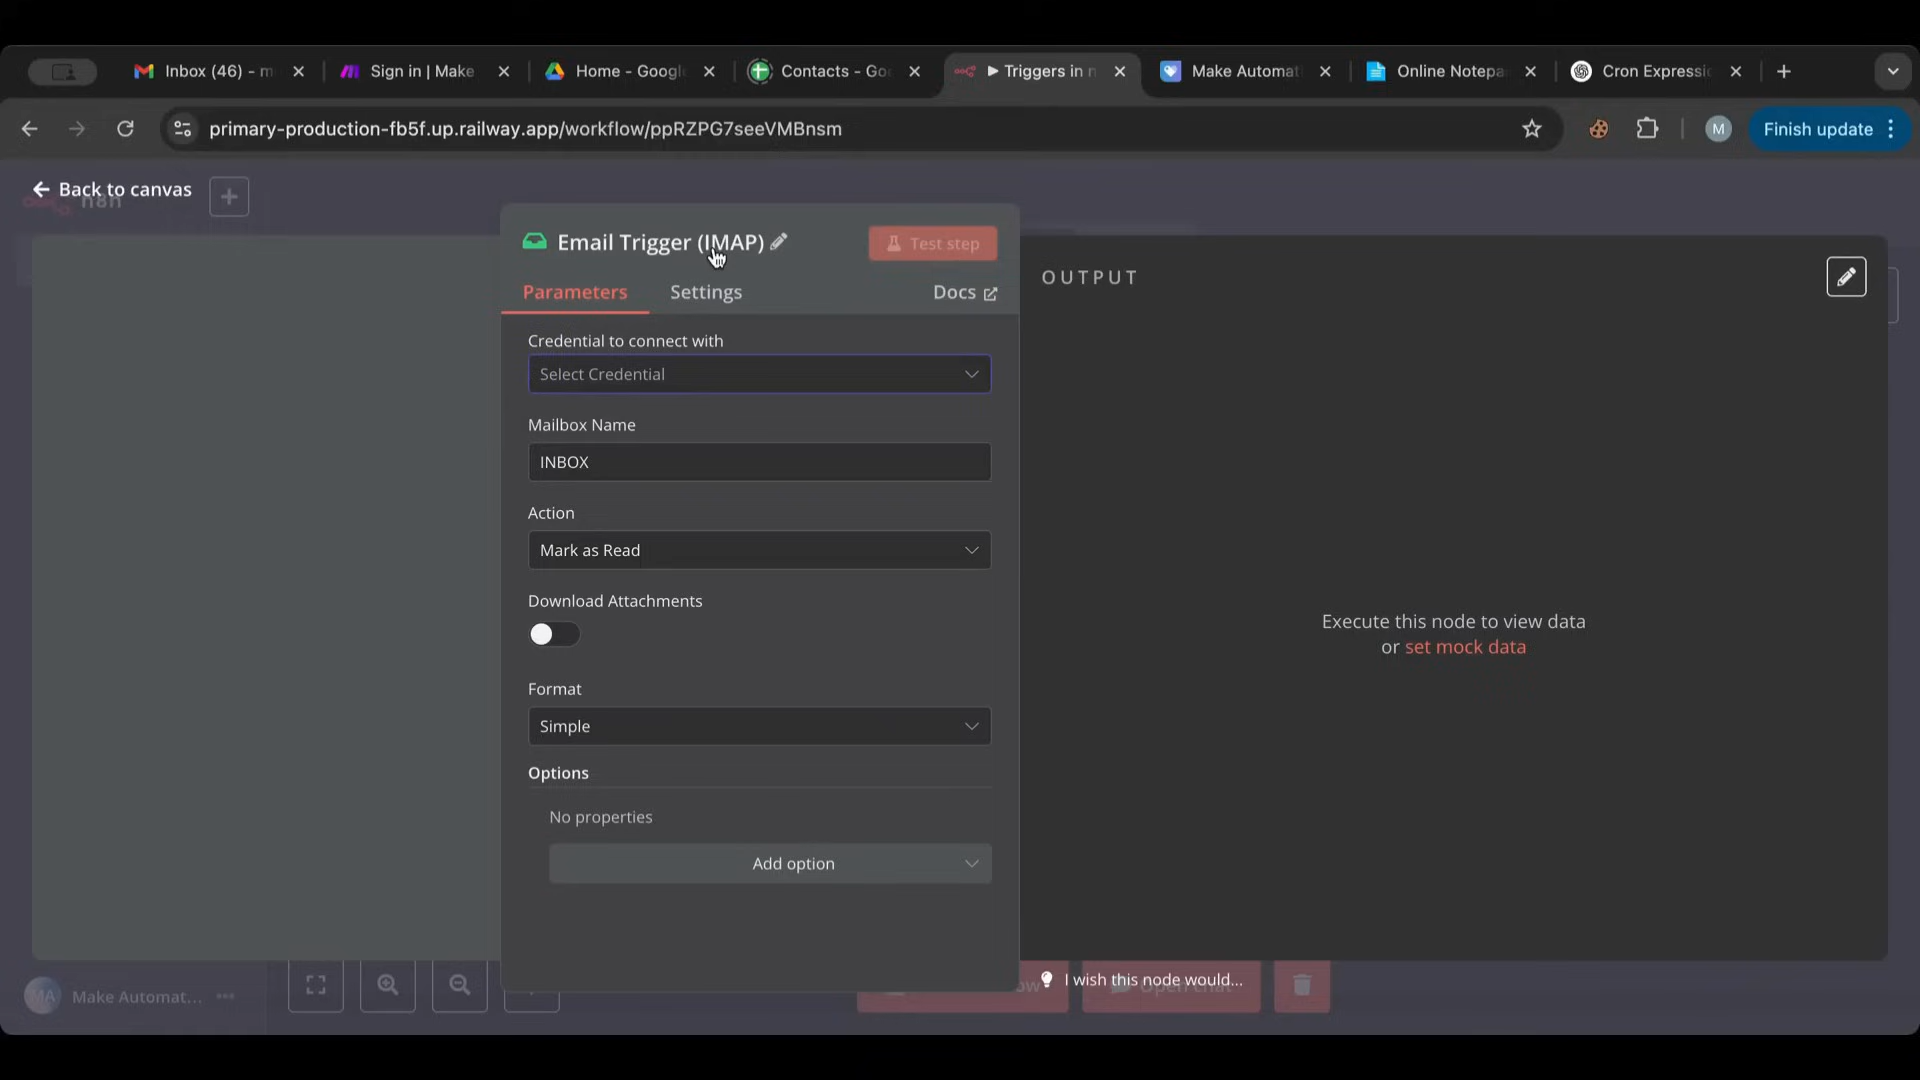 Inbox (46) - m
Sign in | Make
Home - Googl
Contacts - Go
Triggers in n
Make Automat
Online Notepa
Cron Expressi
primary-production-fb5f.up.railway.app/workflow/ppRZPG7seeVMBnsm
M
Finish update
Back to canvas
n8n
Email Trigger (IMAP)
Test step
Parameters
Settings
Docs
OUTPUT
Credential to connect with
Select Credential
Mailbox Name
INBOX
Action
Mark as Read
Download Attachments
Execute this node to view data
or set mock data
Format
Simple
Options
No properties
Add option
I wish this node would...
MA
Make Automat...